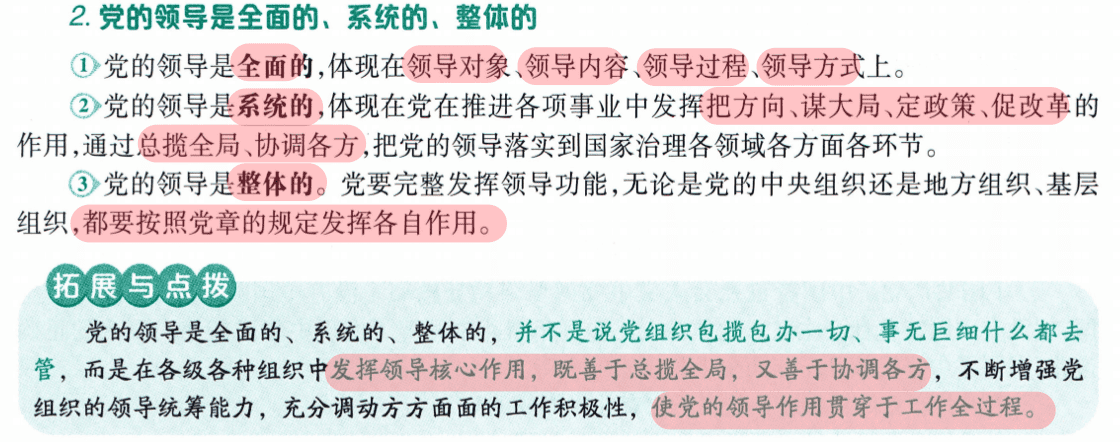 2. 党的领导是全面的、系统的、整体的
①党的领导是全面的,体现在领导对象、领导内容、领导过程、领导方式上。
②党的领导是系统的,体现在党在推进各项事业中发挥把方向、谋大局、定政策、促改革的
作用,通过总揽全局、协调各方,把党的领导落实到国家治理各领域各方面各环节。
③党的领导是整体的。党要完整发挥领导功能,无论是党的中央组织还是地方组织、基层
组织,都要按照党章的规定发挥各自作用。
拓展与点拨
党的领导是全面的、系统的、整体的，并不是说党组织包揽包办一切、事无巨细什么都去
管，而是在各级各种组织中发挥领导核心作用，既善于总揽全局，又善于协调各方，不断增强党
组织的领导统筹能力，充分调动方方面面的工作积极性，使党的领导作用贯穿于工作全过程。